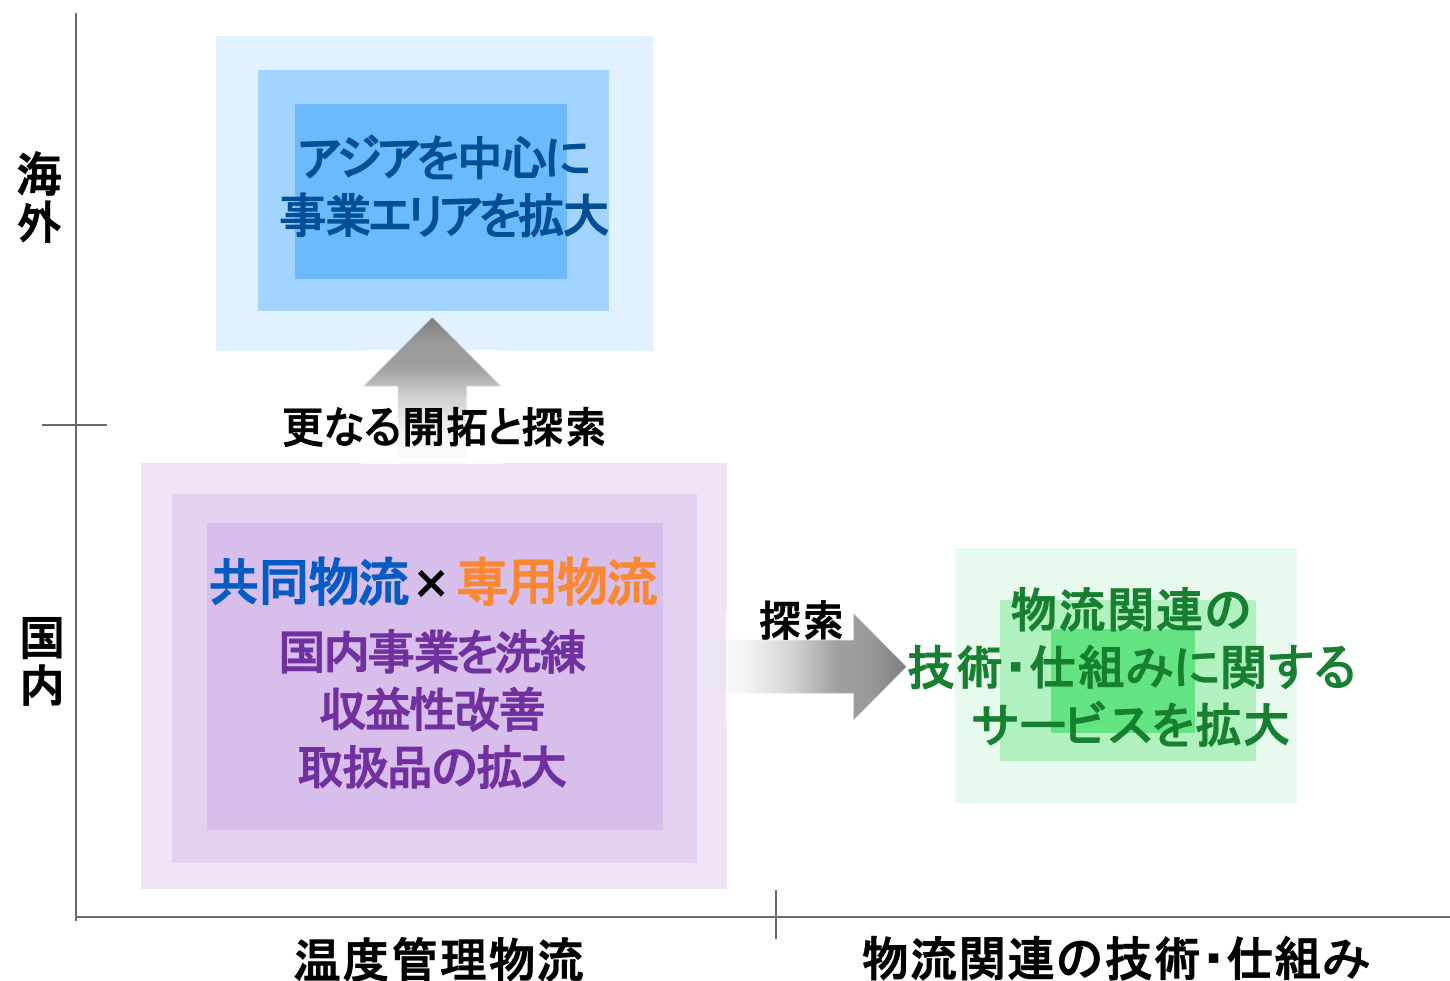 海外
アジアを中心に
事業エリアを拡大
更なる開拓と探索
国内
共同物流×専用物流
国内事業を洗練
収益性改善
取扱品の拡大
探索
物流関連の
技術・仕組みに関する
サービスを拡大
温度管理物流
物流関連の技術・仕組み